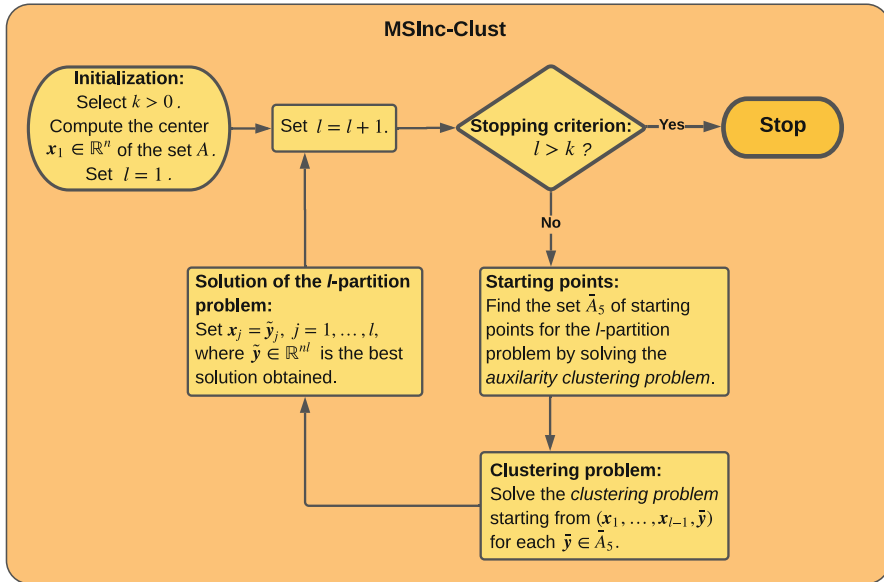 MSInc-Clust
Initialization:
Select k > 0 .
Compute the center
x₁ ∈ ℝⁿ of the set A.
Set l = 1 .
Set l = l + 1.
Stopping criterion:
l > k ?
Yes
Stop
No
Starting points:
Find the set Ā₅ of starting
points for the l-partition
problem by solving the
auxilarity clustering problem.
Clustering problem:
Solve the clustering problem
starting from (x₁, … , xₗ₋₁, ȳ)
for each ȳ ∈ Ā₅.
Solution of the l-partition
problem:
Set xⱼ = ỹⱼ, j = 1, … , l,
where ỹ ∈ ℝⁿˡ is the best
solution obtained.